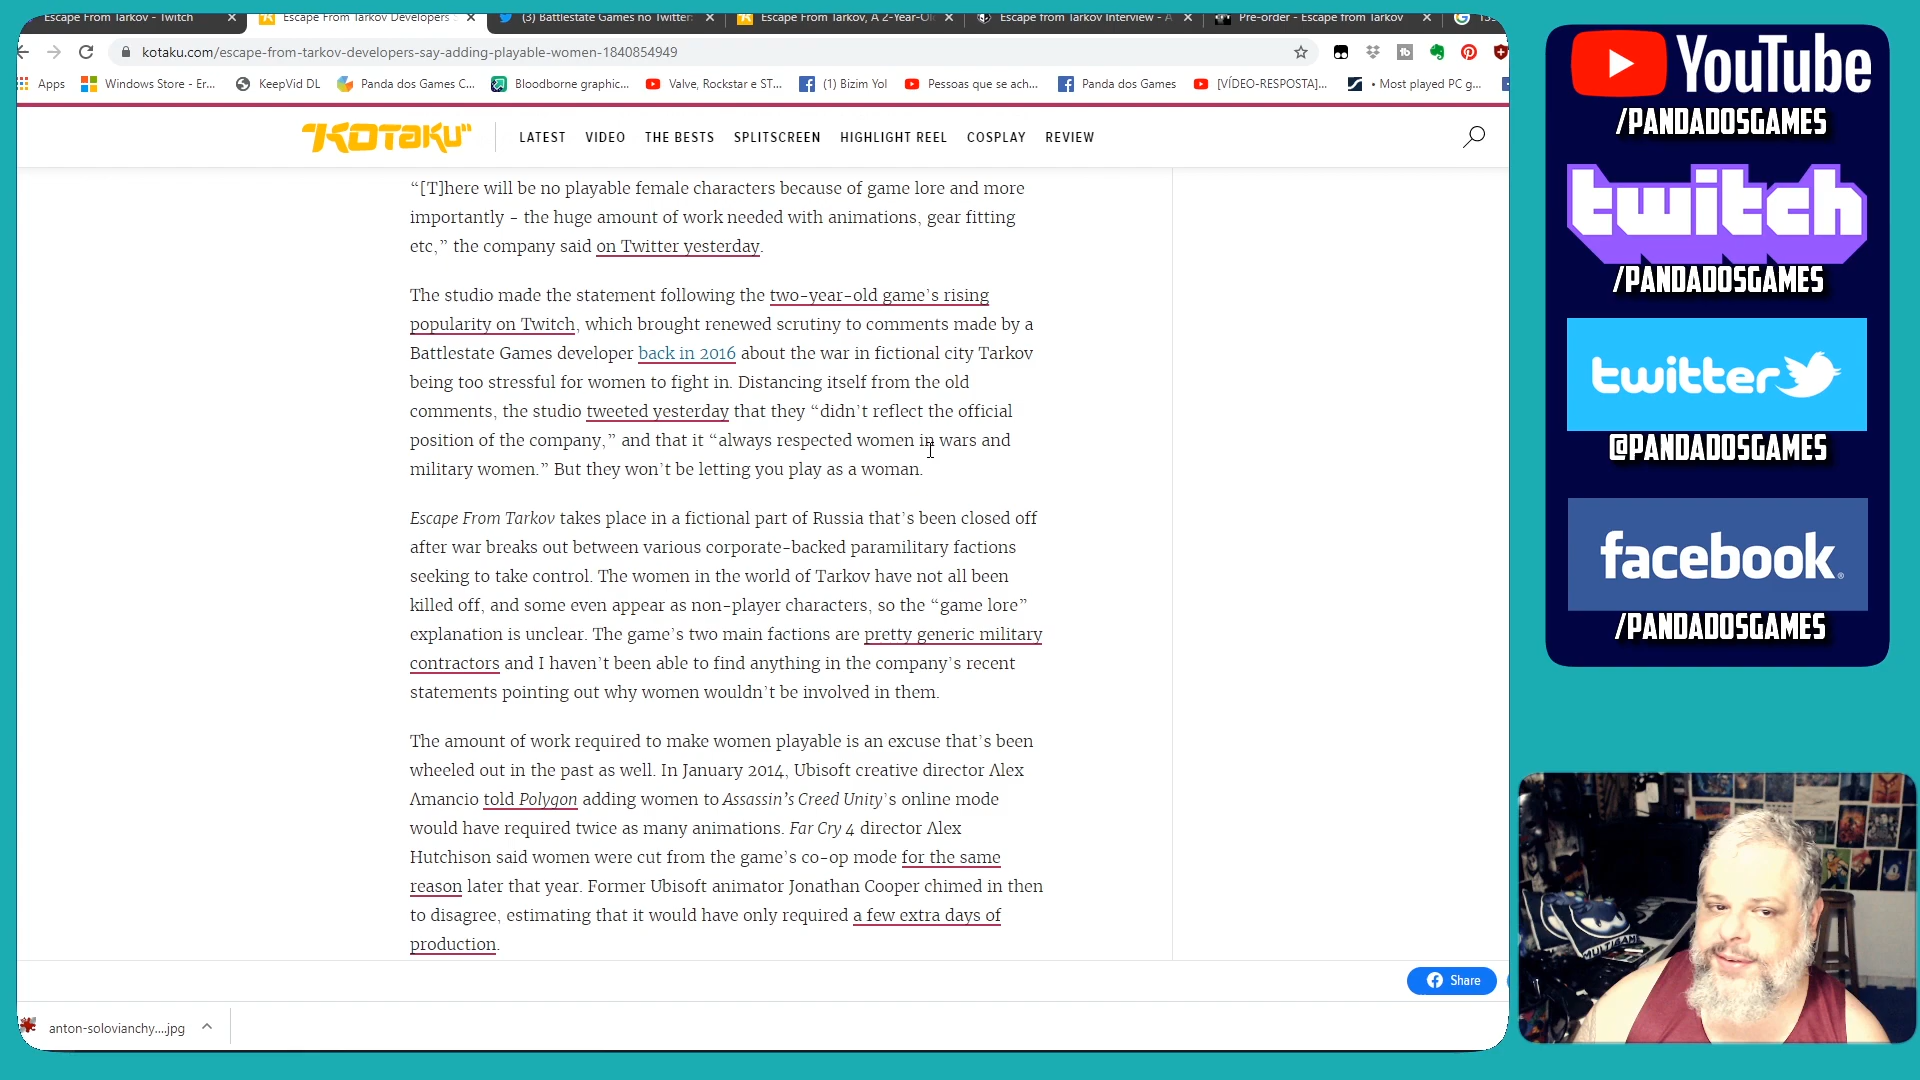 Escape From Tarkov - Twitch
Escape From Tarkov Developers
(3) Battlestate Games no Twitter:
Escape From Tarkov, A 2-Year-Ol
Escape from Tarkov Interview - A
Pre-order - Escape from Tarkov
kotaku.com/escape-from-tarkov-developers-say-adding-playable-women-1840854949
Apps
Windows Store - Er...
KeepVid DL
Panda dos Games C...
Bloodborne graphic...
Valve, Rockstar e ST...
(1) Bizim Yol
Pessoas que se ach...
Panda dos Games
[VÍDEO-RESPOSTA]...
• Most played PC g...
KOTAKU
LATEST
VIDEO
THE BESTS
SPLITSCREEN
HIGHLIGHT REEL
COSPLAY
REVIEW
“[T]here will be no playable female characters because of game lore and more
importantly – the huge amount of work needed with animations, gear fitting
etc,” the company said on Twitter yesterday.
The studio made the statement following the two-year-old game’s rising
popularity on Twitch, which brought renewed scrutiny to comments made by a
Battlestate Games developer back in 2016 about the war in fictional city Tarkov
being too stressful for women to fight in. Distancing itself from the old
comments, the studio tweeted yesterday that they “didn’t reflect the official
position of the company,” and that it “always respected women in wars and
military women.” But they won’t be letting you play as a woman.
Escape From Tarkov takes place in a fictional part of Russia that’s been closed off
after war breaks out between various corporate-backed paramilitary factions
seeking to take control. The women in the world of Tarkov have not all been
killed off, and some even appear as non-player characters, so the “game lore”
explanation is unclear. The game’s two main factions are pretty generic military
contractors and I haven’t been able to find anything in the company’s recent
statements pointing out why women wouldn’t be involved in them.
The amount of work required to make women playable is an excuse that’s been
wheeled out in the past as well. In January 2014, Ubisoft creative director Alex
Amancio told Polygon adding women to Assassin’s Creed Unity’s online mode
would have required twice as many animations. Far Cry 4 director Alex
Hutchison said women were cut from the game’s co-op mode for the same
reason later that year. Former Ubisoft animator Jonathan Cooper chimed in then
to disagree, estimating that it would have only required a few extra days of
production.
Share
anton-solovianchy....jpg
YouTube
/PANDADOSGAMES
twitch
/PANDADOSGAMES
twitter
@PANDADOSGAMES
facebook
/PANDADOSGAMES